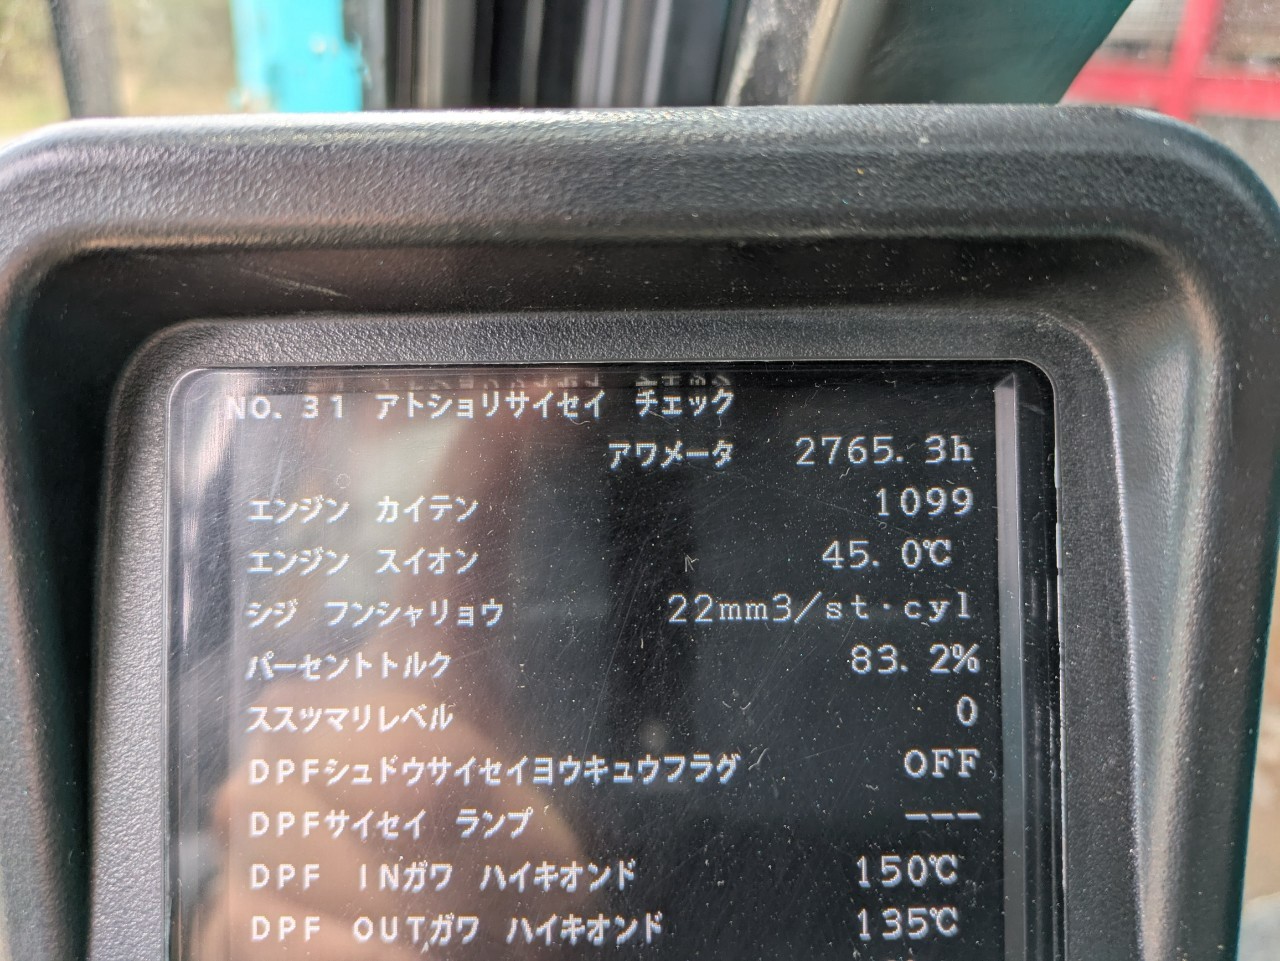 NO. 31 アトショリサイセイ チェック
アワメータ 2765. 3h
エンジン カイテン 1099
エンジン スイオン 45. 0℃
シジ フンシャリョウ 22mm3/st・cyl
パーセントトルク 83. 2%
ススツマリレベル 0
DPFシュドウサイセイヨウキュウフラグ OFF
DPFサイセイ ランプ ---
DPF INガワ ハイキオンド 150℃
DPF OUTガワ ハイキオンド 135℃